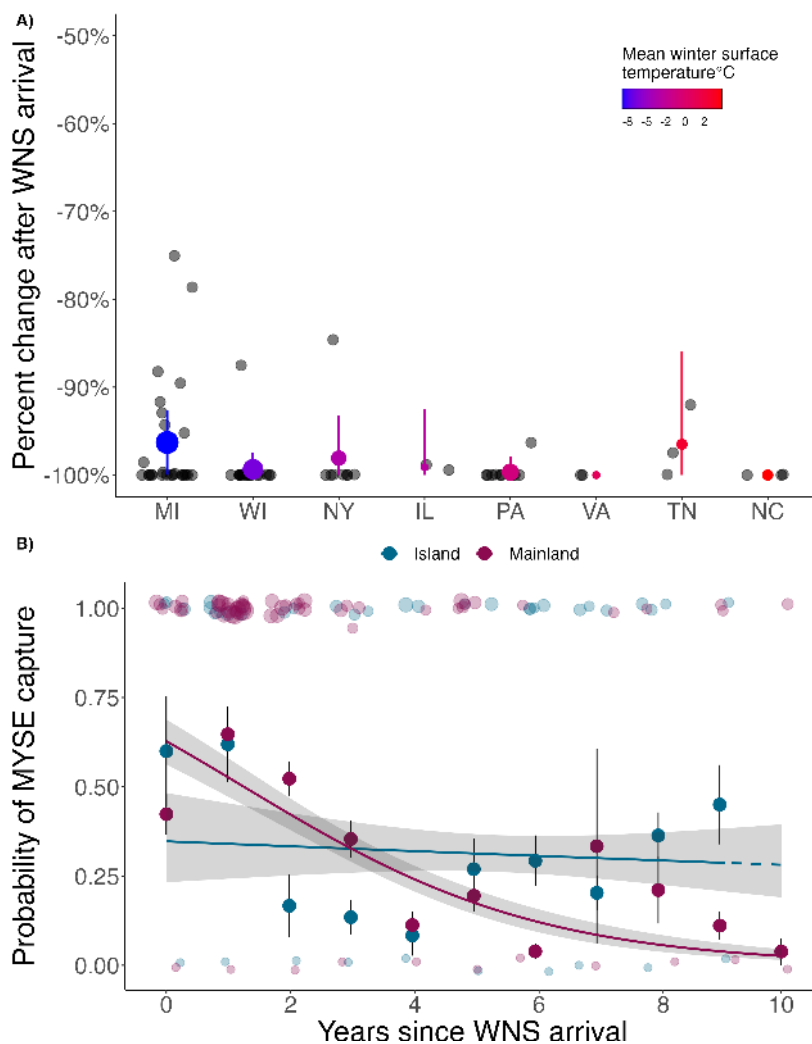 A)
Percent change after WNS arrival
-50%
-60%
-70%
-80%
-90%
-100%
Mean winter surface
temperature°C
-8 -5 -2 0 2
MI WI NY IL PA VA TN NC
B)
Island Mainland
Probability of MYSE capture
1.00
0.75
0.50
0.25
0.00
0 2 4 6 8 10
Years since WNS arrival